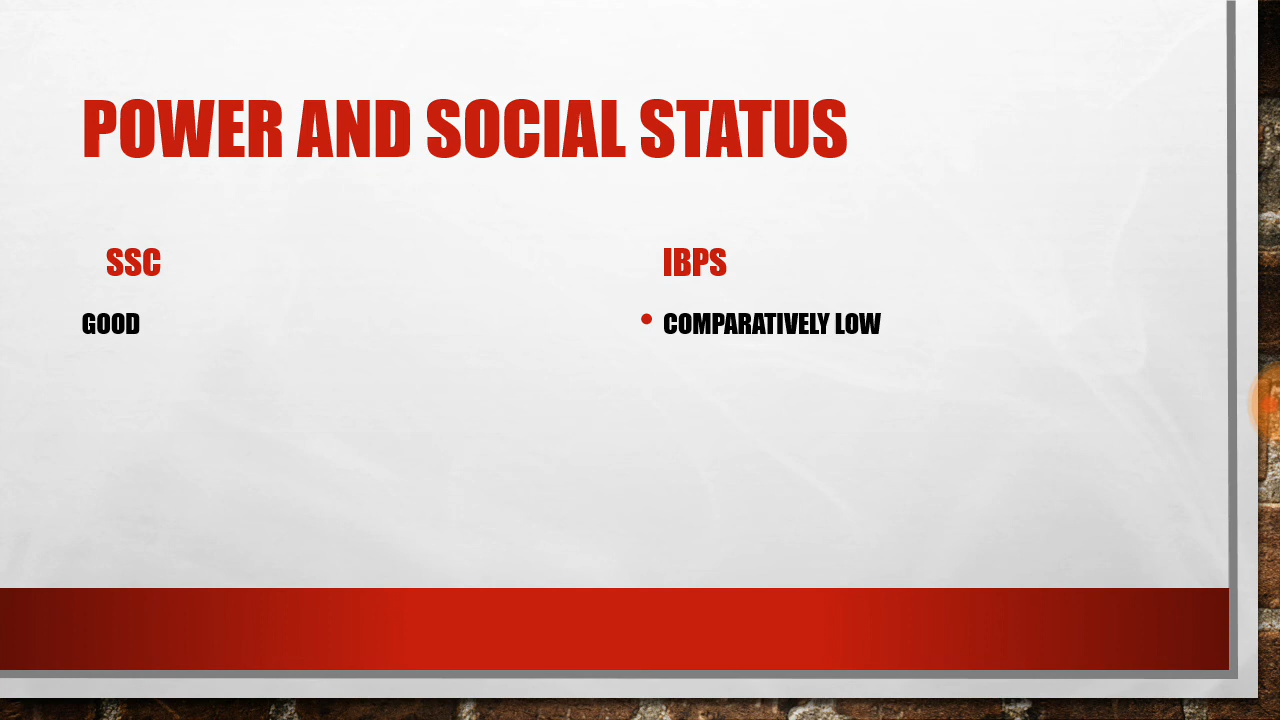 POWER AND SOCIAL STATUS
SSC
GOOD
IBPS
• COMPARATIVELY LOW